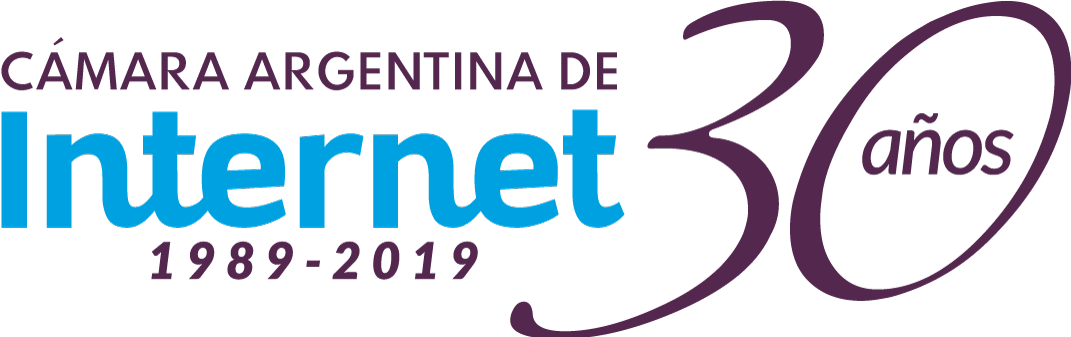 CÁMARA ARGENTINA DE
Internet
1989-2019
30
años